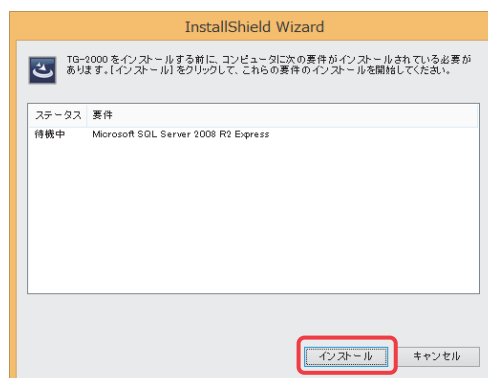 InstallShield Wizard
TG-2000 をインストールする前に、コンピュータに次の要件がインストールされている必要が
あります。[インストール] をクリックして、これらの要件のインストールを開始してください。
ステータス 要件
待機中 Microsoft SQL Server 2008 R2 Express
インストール キャンセル